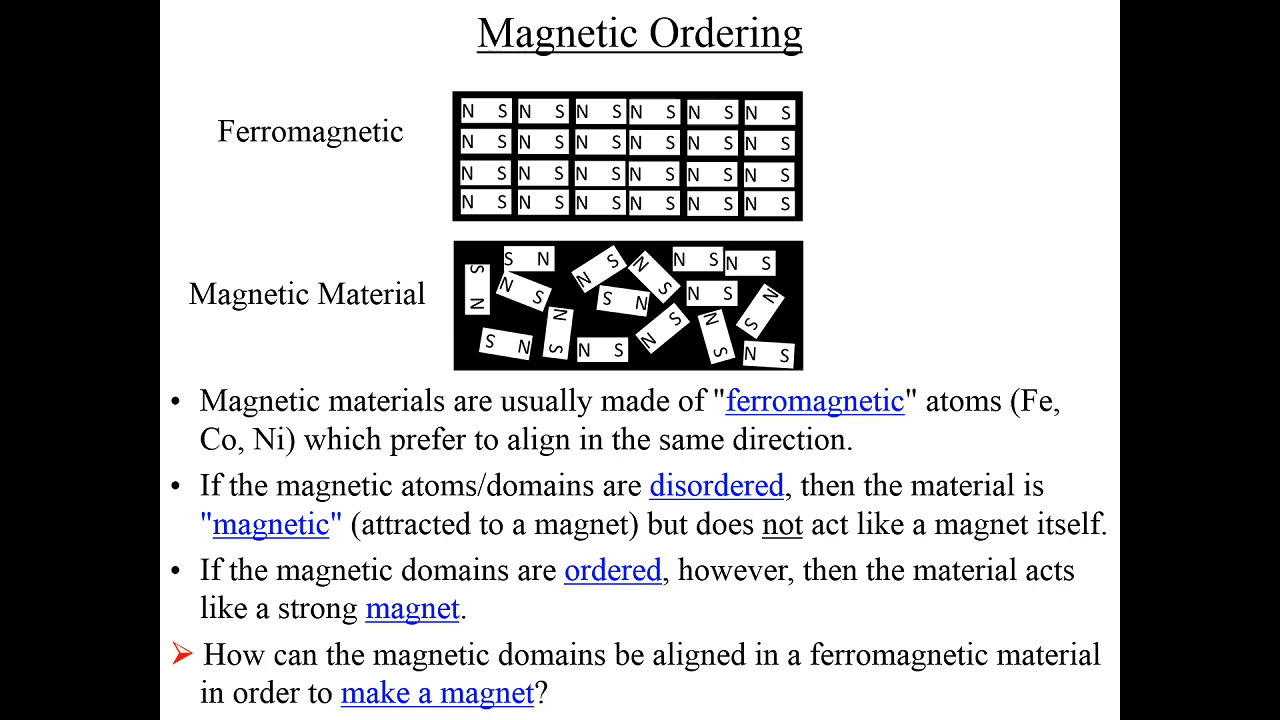 Magnetic Ordering
Ferromagnetic
N S N S N S N S N S N S
N S N S N S N S N S N S
N S N S N S N S N S N S
N S N S N S N S N S N S
Magnetic Material
S N
S N
N S
N S
S N
N S
N S
N S
N S
N S
S N
N S
N S
N S
N S
N S
• Magnetic materials are usually made of "ferromagnetic" atoms (Fe,
Co, Ni) which prefer to align in the same direction.
• If the magnetic atoms/domains are disordered, then the material is
"magnetic" (attracted to a magnet) but does not act like a magnet itself.
• If the magnetic domains are ordered, however, then the material acts
like a strong magnet.
➢ How can the magnetic domains be aligned in a ferromagnetic material
in order to make a magnet?